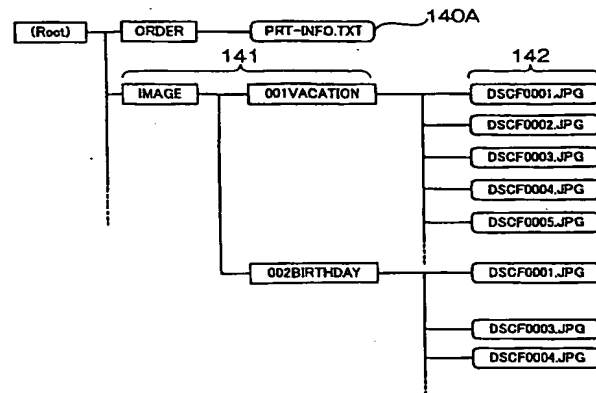 140A
(Root) ORDER PRT-INFO.TXT
141 142
IMAGE 001VACATION DSCF0001.JPG
DSCF0002.JPG
DSCF0003.JPG
DSCF0004.JPG
DSCF0005.JPG
002BIRTHDAY DSCF0001.JPG
DSCF0003.JPG
DSCF0004.JPG